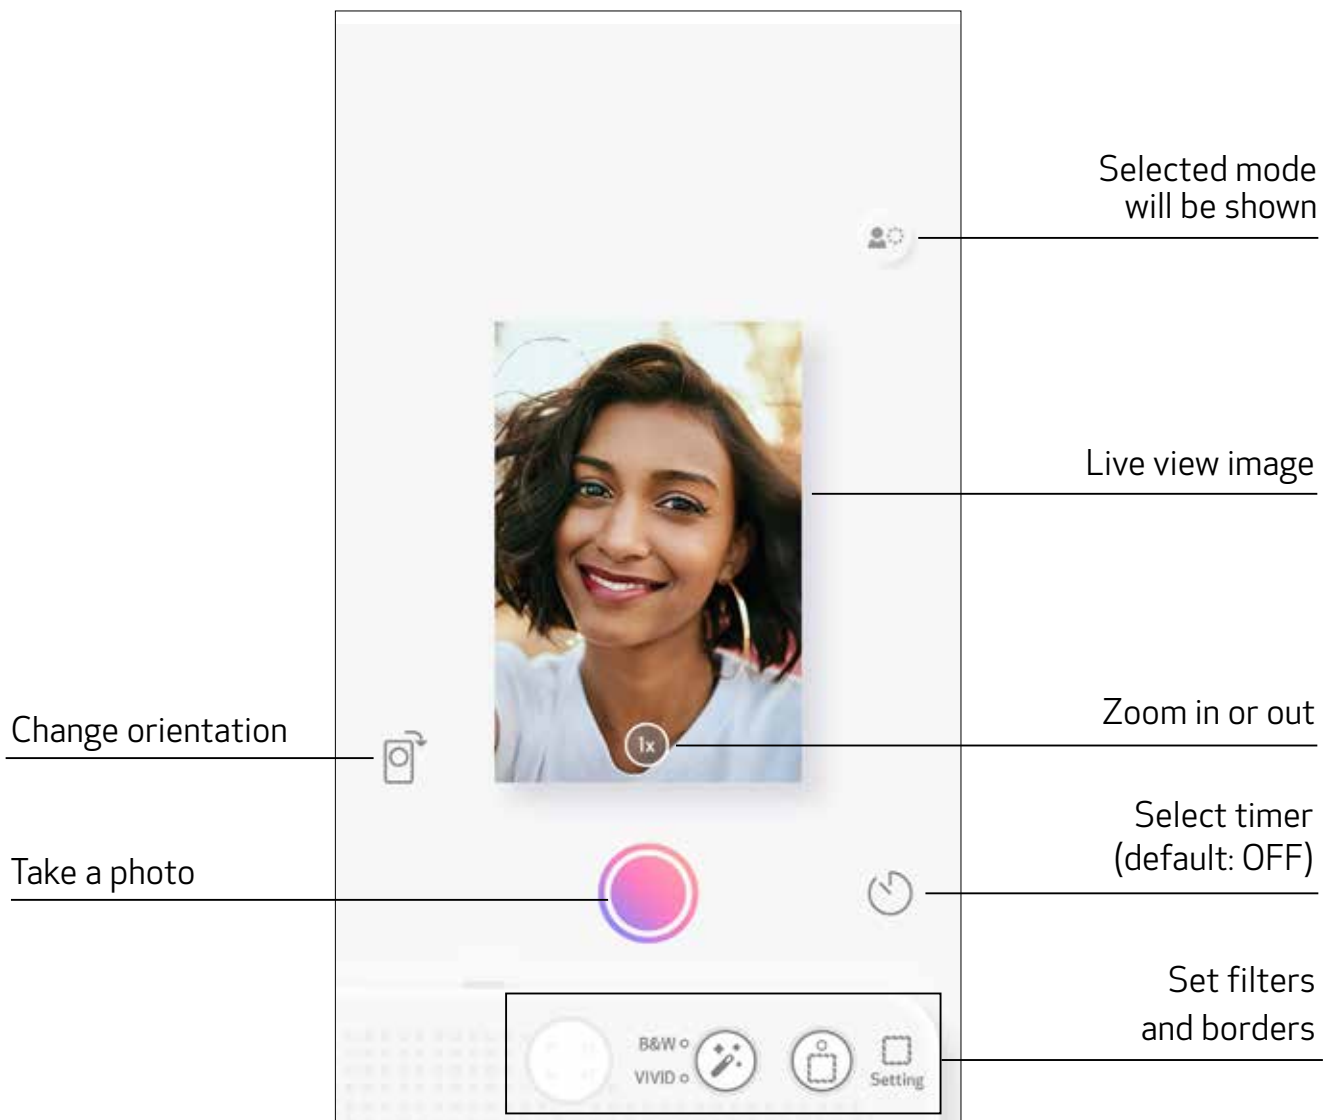 Selected mode
will be shown
Live view image
Zoom in or out
1x
Change orientation
Select timer
(default: OFF)
Take a photo
Set filters
and borders
B&W
VIVID
Setting